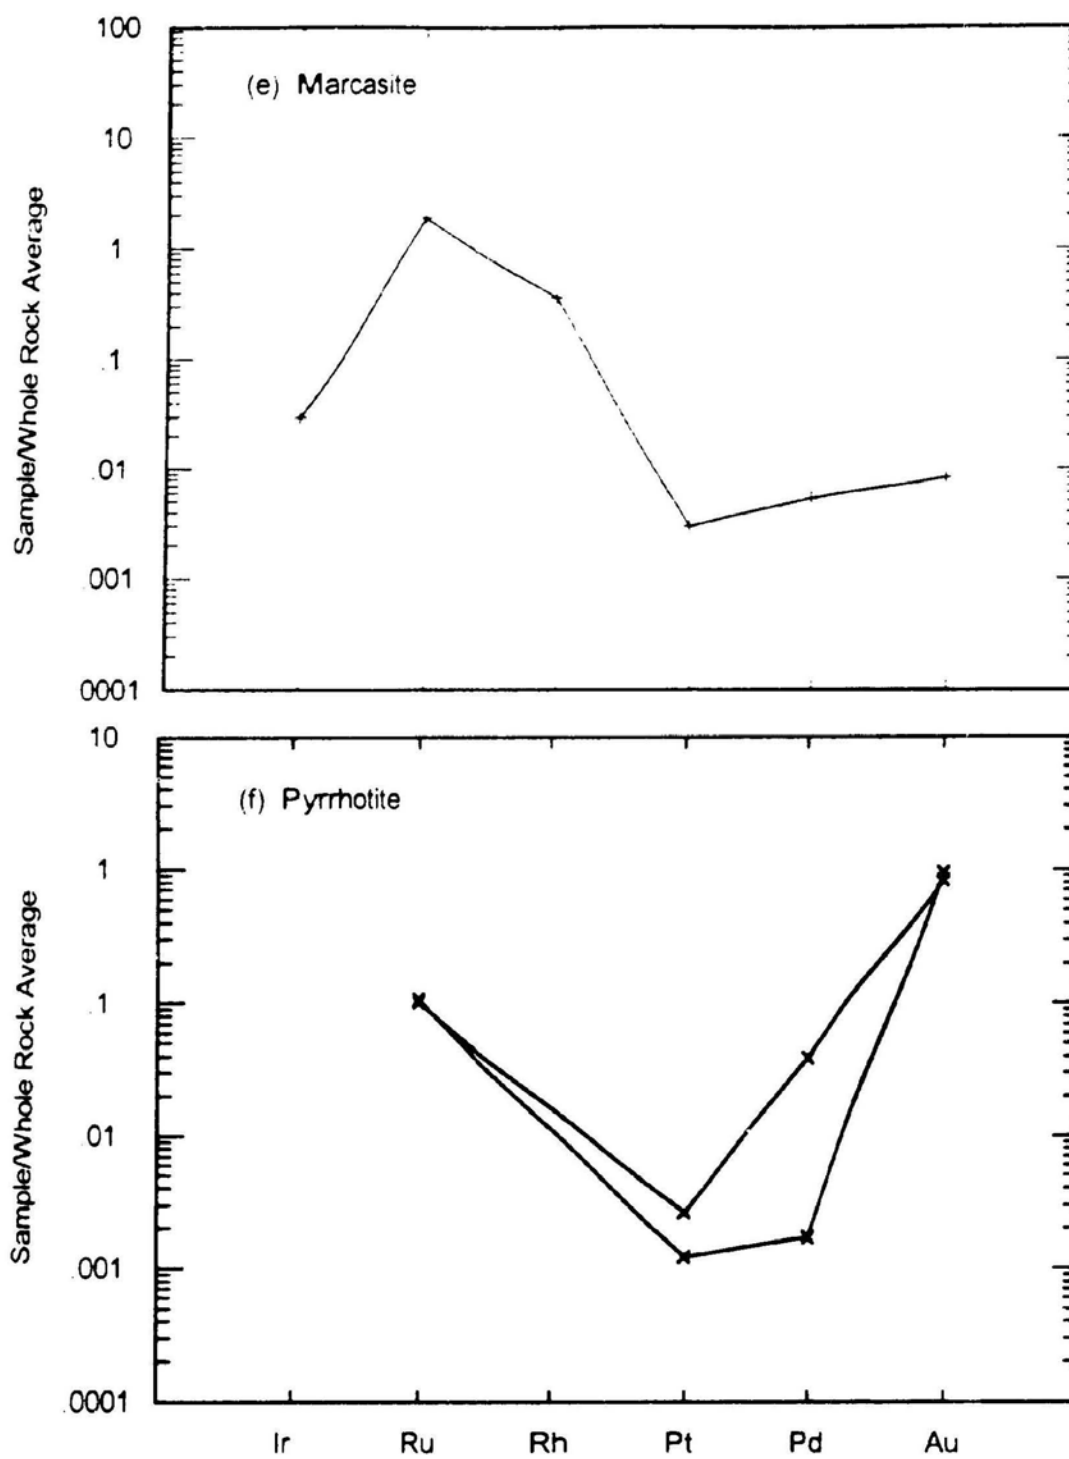 100
(e) Marcasite
10
1
.1
.01
.001
.0001
Sample/Whole Rock Average
10
(f) Pyrrhotite
1
.1
.01
.001
.0001
Sample/Whole Rock Average
Ir Ru Rh Pt Pd Au